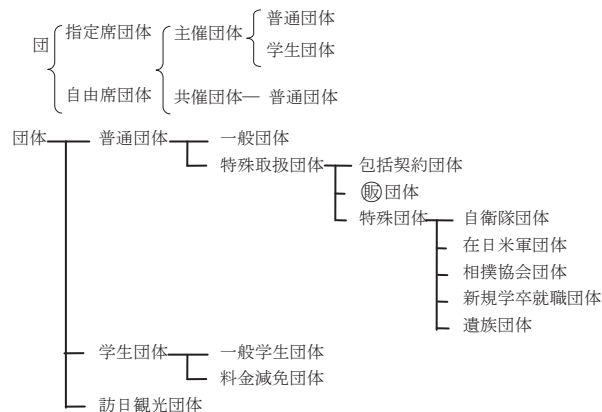 普通団体
指定席団体 主催団体
団 学生団体
自由席団体 共催団体― 普通団体
団体 普通団体 一般団体
特殊取扱団体 包括契約団体
㊙団体
特殊団体 自衛隊団体
在日米軍団体
相撲協会団体
新規学卒就職団体
遺族団体
学生団体 一般学生団体
料金減免団体
訪日観光団体